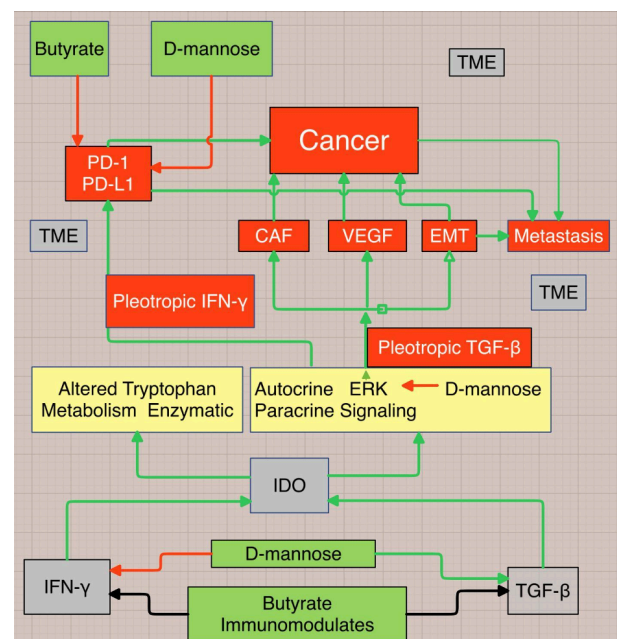 Butyrate
D-mannose
TME
Cancer
PD-1
PD-L1
TME
CAF
VEGF
EMT
Metastasis
Pleotropic IFN-γ
TME
Pleotropic TGF-β
Altered Tryptophan
Metabolism Enzymatic
Autocrine ERK D-mannose
Paracrine Signaling
IDO
D-mannose
IFN-γ
TGF-β
Butyrate
Immunomodulates